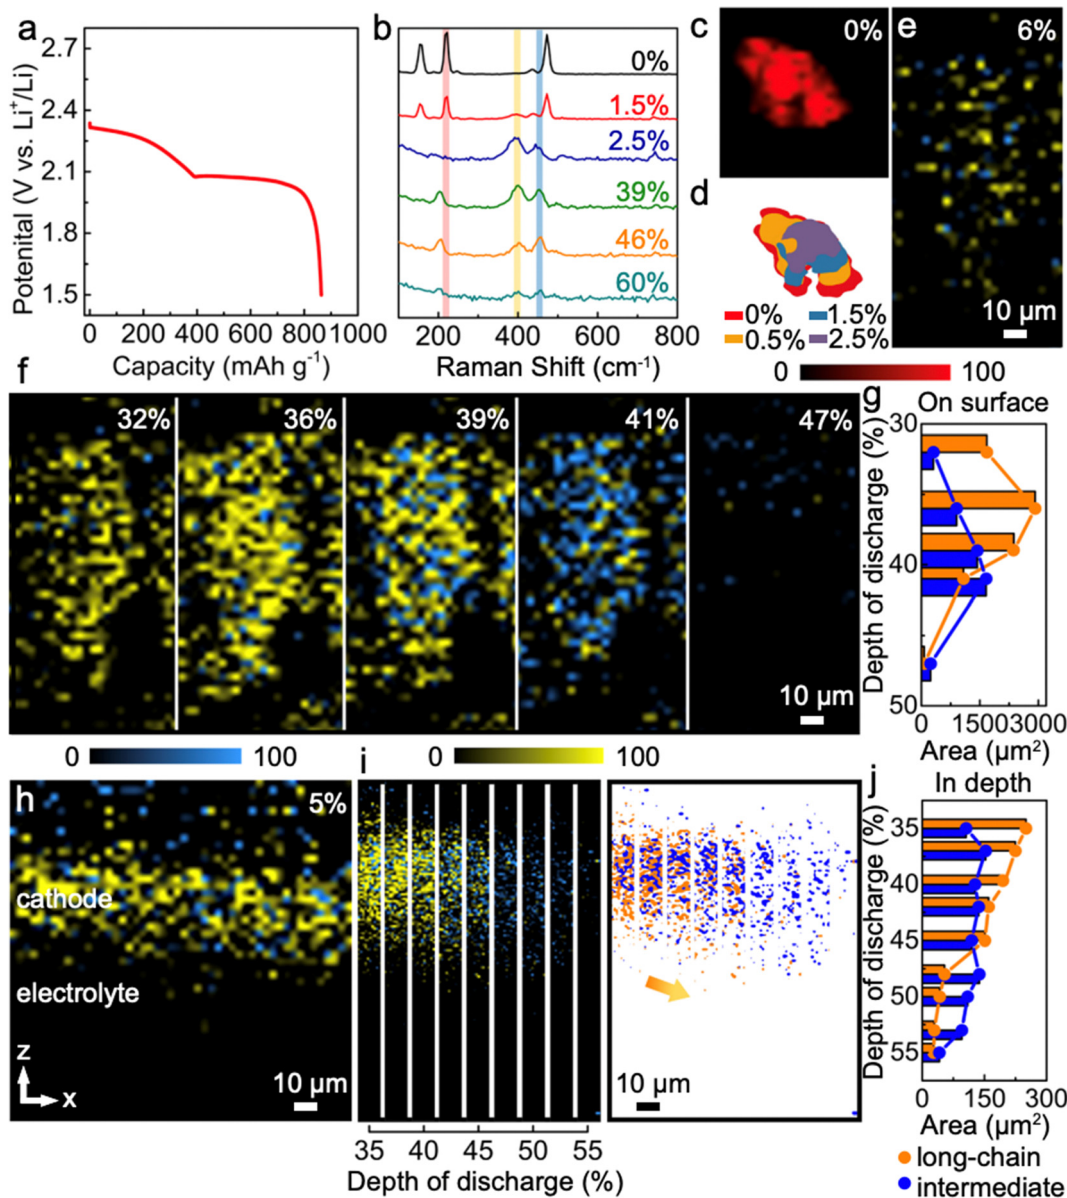 a
2.7
2.4
2.1
1.8
1.5
Potenital (V vs. Li⁺/Li)
0 200 400 600 800 1000
Capacity (mAh g⁻¹)
b
0%
1.5%
2.5%
39%
46%
60%
200 400 600 800
Raman Shift (cm⁻¹)
c
0%
d
0% 1.5%
0.5% 2.5%
e
6%
10 µm
0 100
f
32% 36% 39% 41% 47%
10 µm
0 100
0 100
g
On surface
30
40
50
Depth of discharge (%)
0 1500 3000
Area (µm²)
h
5%
cathode
electrolyte
z
x
10 µm
i
10 µm
35 40 45 50 55
Depth of discharge (%)
j
In depth
35
40
45
50
55
Depth of discharge (%)
0 150 300
Area (µm²)
long-chain
intermediate